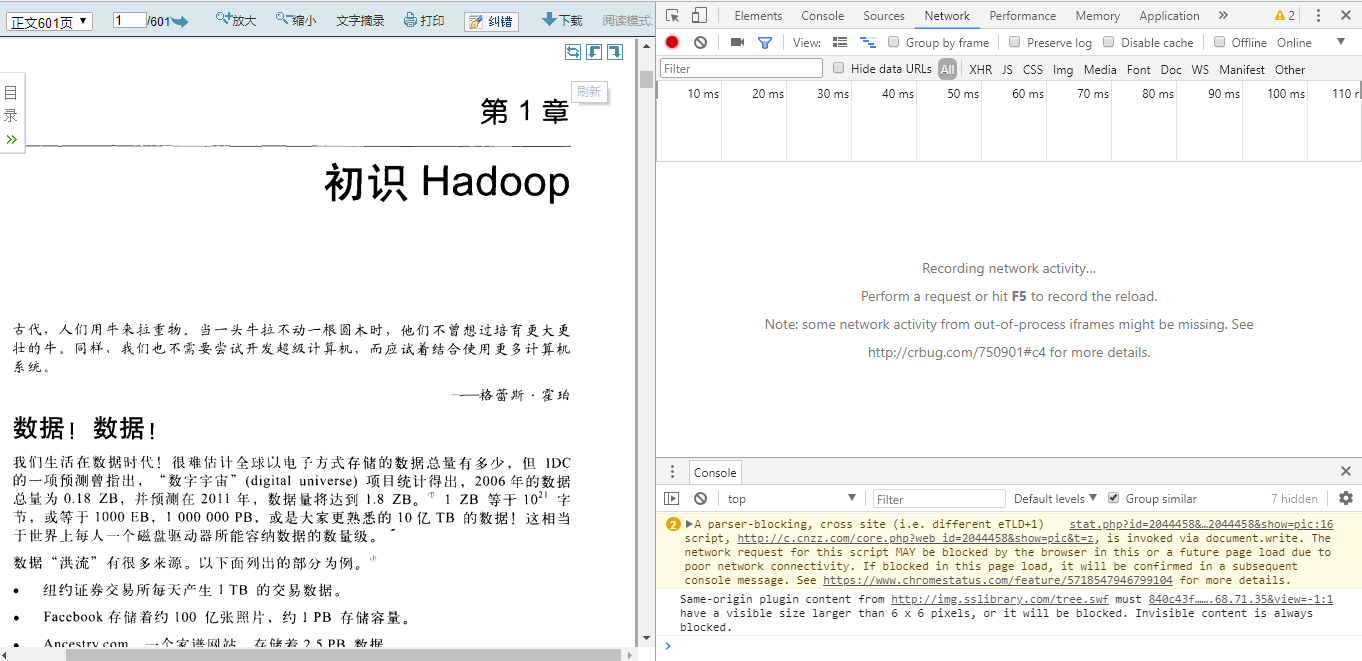 正文601页 ▼ 1 /601 放大 缩小 文字摘录 打印 纠错 下载 阅读模式:
目
录
刷新
第 1 章
初识 Hadoop
古代，人们用牛来拉重物。当一头牛拉不动一根圆木时，他们不曾想过培育更大更
壮的牛。同样，我们也不需要尝试开发超级计算机，而应试着结合使用更多计算机
系统。
——格蕾斯·霍珀
数据！数据！
我们生活在数据时代！很难估计全球以电子方式存储的数据总量有多少，但 IDC
的一项预测曾指出，“数字宇宙”(digital universe) 项目统计得出，2006 年的数据
总量为 0.18 ZB，并预测在 2011 年，数据量将达到 1.8 ZB。① 1 ZB 等于 10²¹ 字
节，或等于 1000 EB，1 000 000 PB，或是大家更熟悉的 10 亿 TB 的数据！这相当
于世界上每人一个磁盘驱动器所能容纳数据的数量级。
数据“洪流”有很多来源。以下面列出的部分为例。②
• 纽约证券交易所每天产生 1 TB 的交易数据。
• Facebook 存储着约 100 亿张照片，约 1 PB 存储容量。
• Ancestry.com，一个家谱网站，存储着 2.5 PB 数据
Elements Console Sources Network Performance Memory Application » 2
View: Group by frame Preserve log Disable cache Offline Online
Filter Hide data URLs All XHR JS CSS Img Media Font Doc WS Manifest Other
10 ms 20 ms 30 ms 40 ms 50 ms 60 ms 70 ms 80 ms 90 ms 100 ms 110 r
Recording network activity…
Perform a request or hit F5 to record the reload.
Note: some network activity from out-of-process iframes might be missing. See
http://crbug.com/750901#c4 for more details.
Console
top Filter Default levels ▼ Group similar 7 hidden
2 ▶A parser-blocking, cross site (i.e. different eTLD+1) stat.php?id=2044458&…2044458&show=pic:16
script, http://c.cnzz.com/core.php?web_id=2044458&show=pic&t=z, is invoked via document.write. The
network request for this script MAY be blocked by the browser in this or a future page load due to
poor network connectivity. If blocked in this page load, it will be confirmed in a subsequent
console message. See https://www.chromestatus.com/feature/5718547946799104 for more details.
Same-origin plugin content from http://img.sslibrary.com/tree.swf must 840c43f…….68.71.35&view=-1:1
have a visible size larger than 6 x 6 pixels, or it will be blocked. Invisible content is always
blocked.